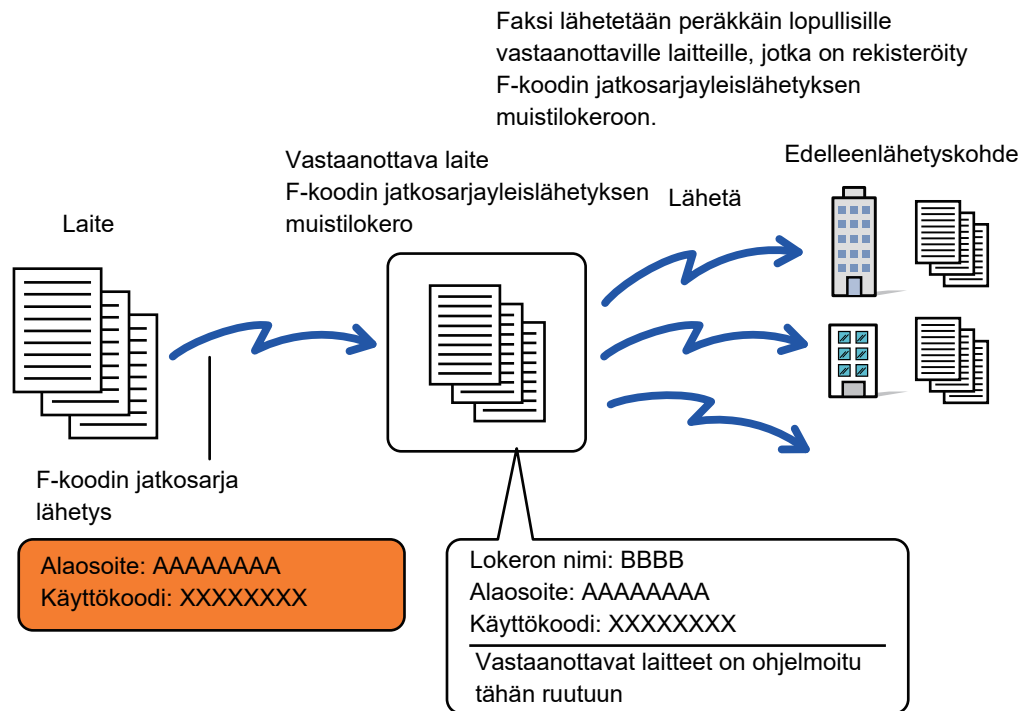 Faksi lähetetään peräkkäin lopullisille
vastaanottaville laitteille, jotka on rekisteröity
F-koodin jatkosarjayleislähetyksen
muistilokeroon.
Edelleenlähetyskohde
Vastaanottava laite
F-koodin jatkosarjayleislähetyksen
muistilokero
Lähetä
Laite
F-koodin jatkosarja
lähetys
Alaosoite: AAAAAAAA
Käyttökoodi: XXXXXXXX
Lokeron nimi: BBBB
Alaosoite: AAAAAAAA
Käyttökoodi: XXXXXXXX
Vastaanottavat laitteet on ohjelmoitu
tähän ruutuun